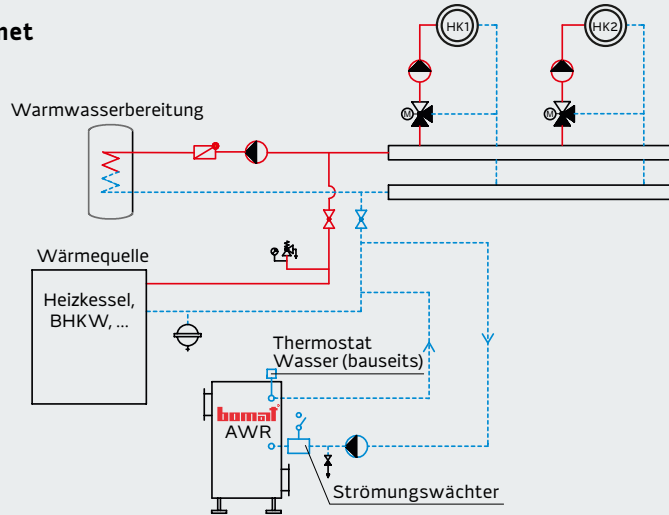 net
HK1
HK2
M
M
Warmwasserbereitung
Wärmequelle
Heizkessel,
BHKW, ...
Thermostat
Wasser (bauseits)
bomat
AWR
Strömungswächter